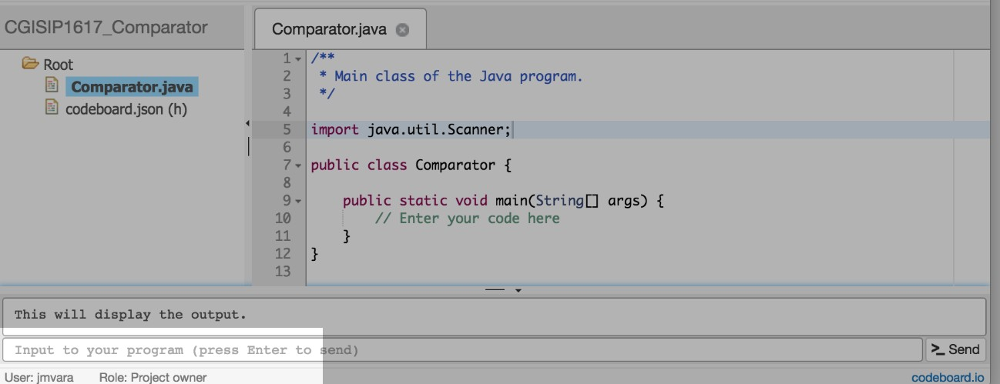 CGISIP1617_Comparator
Root
Comparator.java
codeboard.json (h)
Comparator.java
1 /**
2 * Main class of the Java program.
3 */
4
5 import java.util.Scanner;
6
7 public class Comparator {
8
9 public static void main(String[] args) {
10 // Enter your code here
11 }
12 }
13
This will display the output.
Input to your program (press Enter to send)
>_ Send
User: jmvara Role: Project owner codeboard.io